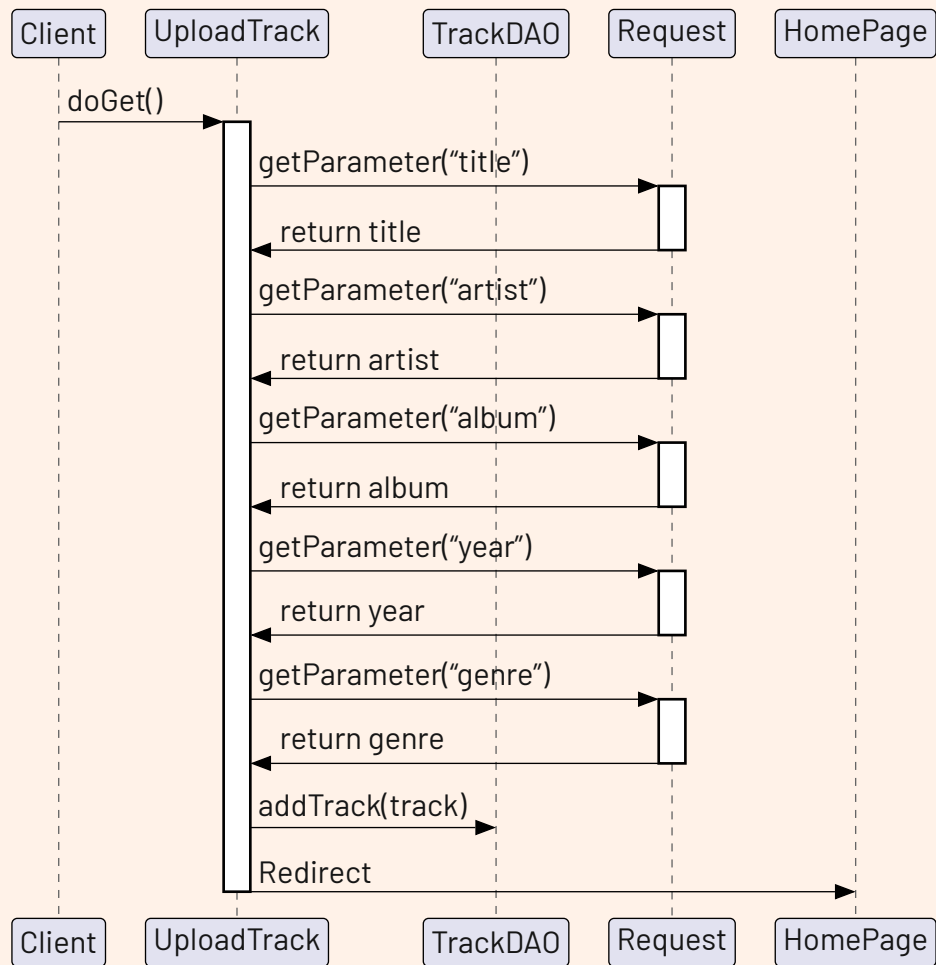 Client
UploadTrack
TrackDAO
Request
HomePage
doGet()
getParameter(“title”)
return title
getParameter(“artist”)
return artist
getParameter(“album”)
return album
getParameter(“year”)
return year
getParameter(“genre”)
return genre
addTrack(track)
Redirect
Client
UploadTrack
TrackDAO
Request
HomePage